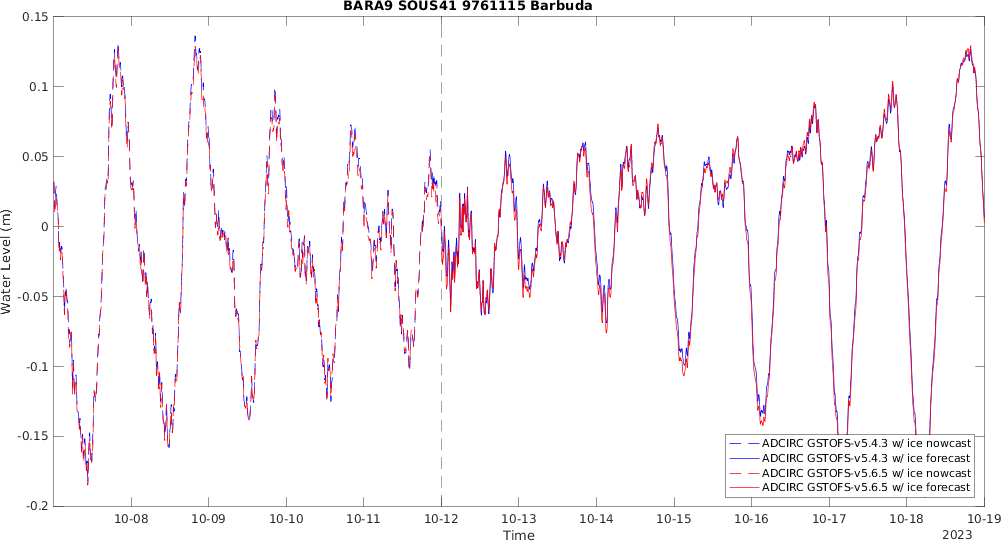 BARA9 SOUS41 9761115 Barbuda
0.15
0.1
0.05
0
-0.05
-0.1
-0.15
-0.2
Water Level (m)
ADCIRC GSTOFS-v5.4.3 w/ ice nowcast
ADCIRC GSTOFS-v5.4.3 w/ ice forecast
ADCIRC GSTOFS-v5.6.5 w/ ice nowcast
ADCIRC GSTOFS-v5.6.5 w/ ice forecast
10-08 10-09 10-10 10-11 10-12 10-13 10-14 10-15 10-16 10-17 10-18 10-19
Time
2023